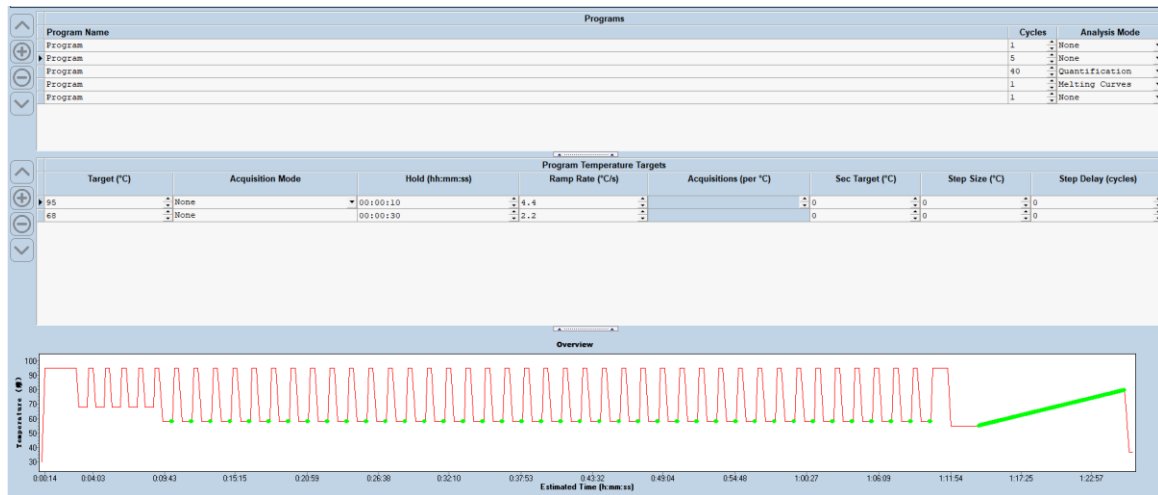 Programs
Program Name Cycles Analysis Mode
Program 1 None
Program 5 None
Program 40 Quantification
Program 1 Melting Curves
Program 1 None
Program Temperature Targets
Target (°C) Acquisition Mode Hold (hh:mm:ss) Ramp Rate (°C/s) Acquisitions (per °C) Sec Target (°C) Step Size (°C) Step Delay (cycles)
95 None 00:00:10 4.4 0 0 0
68 None 00:00:30 2.2 0 0 0
Overview
100
90
80
70
60
50
40
30
Temperature
0:00:14 0:04:03 0:09:43 0:15:15 0:20:59 0:26:38 0:32:10 0:37:53 0:43:32 0:49:04 0:54:48 1:00:27 1:06:09 1:11:54 1:17:25 1:22:57
Estimated Time (h:mm:ss)